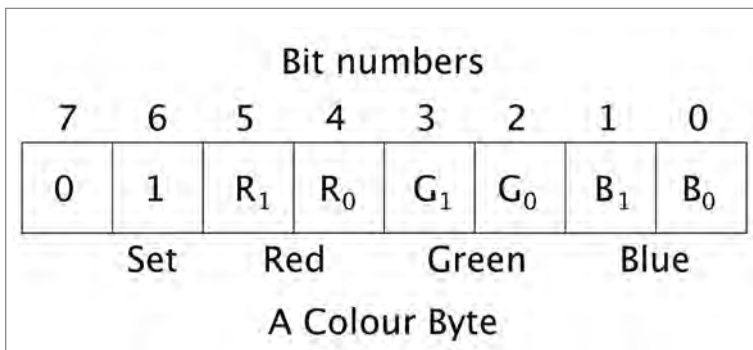 Bit numbers
7 6 5 4 3 2 1 0
0 1 R₁ R₀ G₁ G₀ B₁ B₀
Set Red Green Blue
A Colour Byte